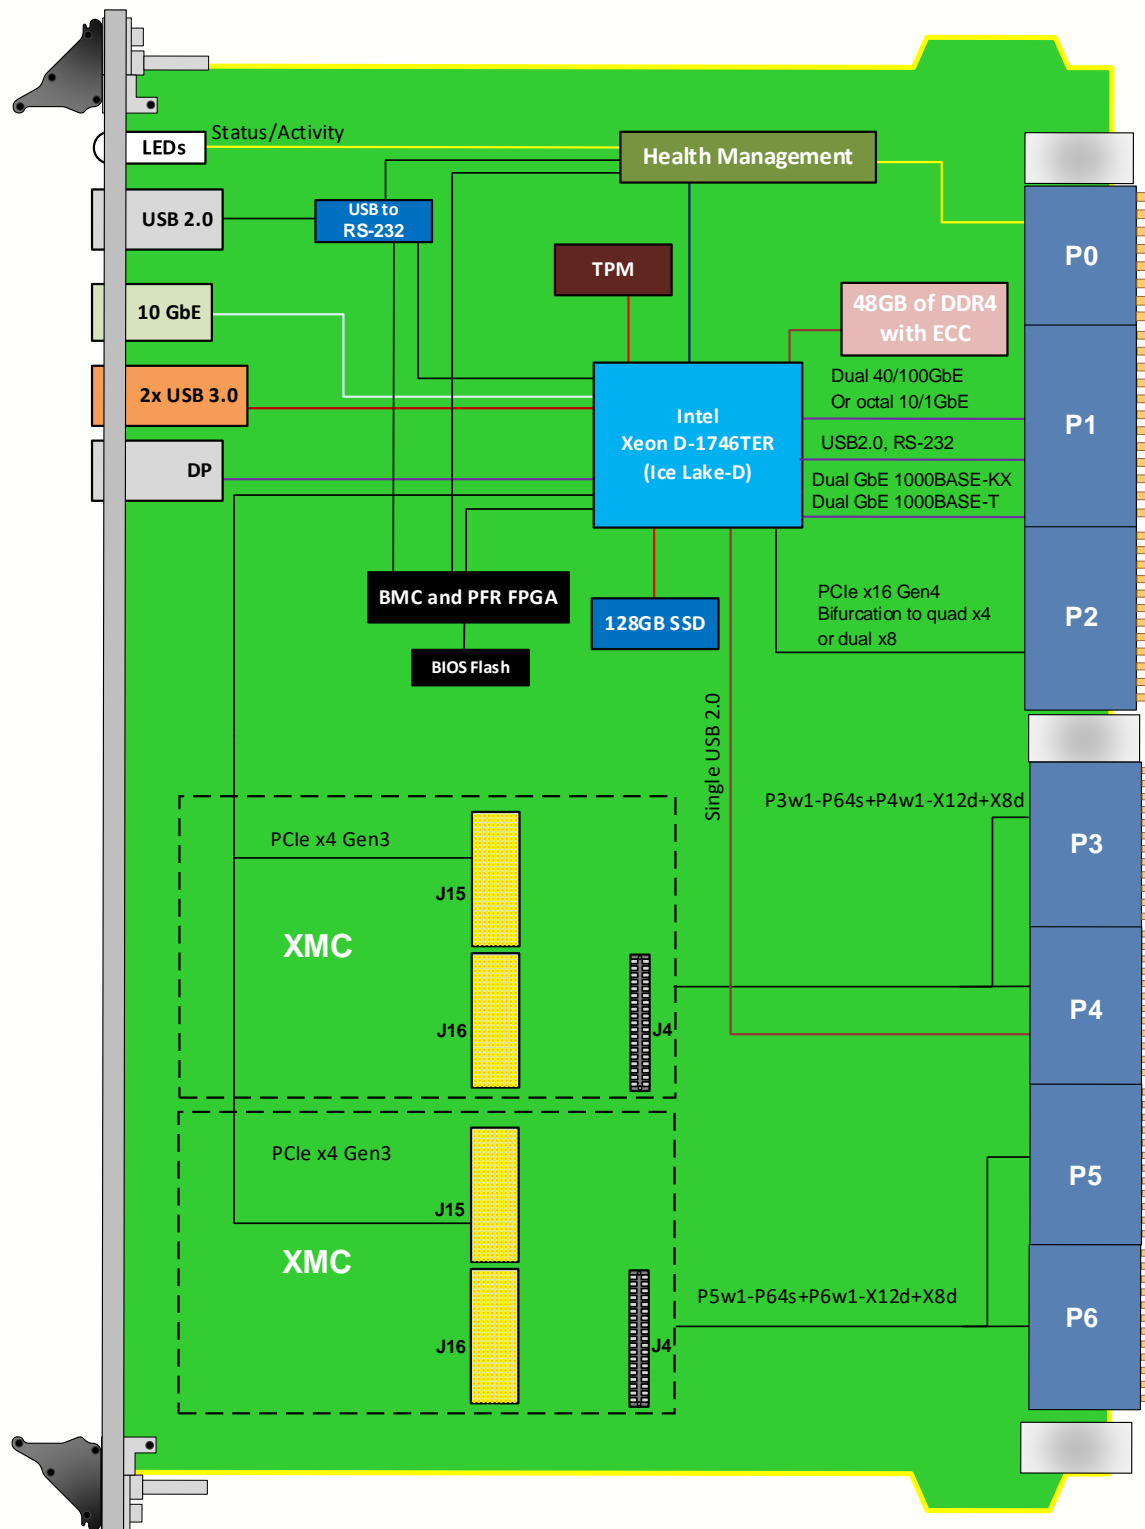 Status/Activity
LEDs
Health Management
USB 2.0
USB to
RS-232
P0
TPM
10 GbE
48GB of DDR4
with ECC
2x USB 3.0
Dual 40/100GbE
Or octal 10/1GbE
Intel
Xeon D-1746TER
(Ice Lake-D)
P1
USB2.0, RS-232
DP
Dual GbE 1000BASE-KX
Dual GbE 1000BASE-T
BMC and PFR FPGA
128GB SSD
PCIe x16 Gen4
Bifurcation to quad x4
or dual x8
P2
BIOS Flash
Single USB 2.0
P3w1-P64s+P4w1-X12d+X8d
PCIe x4 Gen3
P3
J15
XMC
J16
J4
P4
PCIe x4 Gen3
P5
J15
XMC
P5w1-P64s+P6w1-X12d+X8d
P6
J16
J4